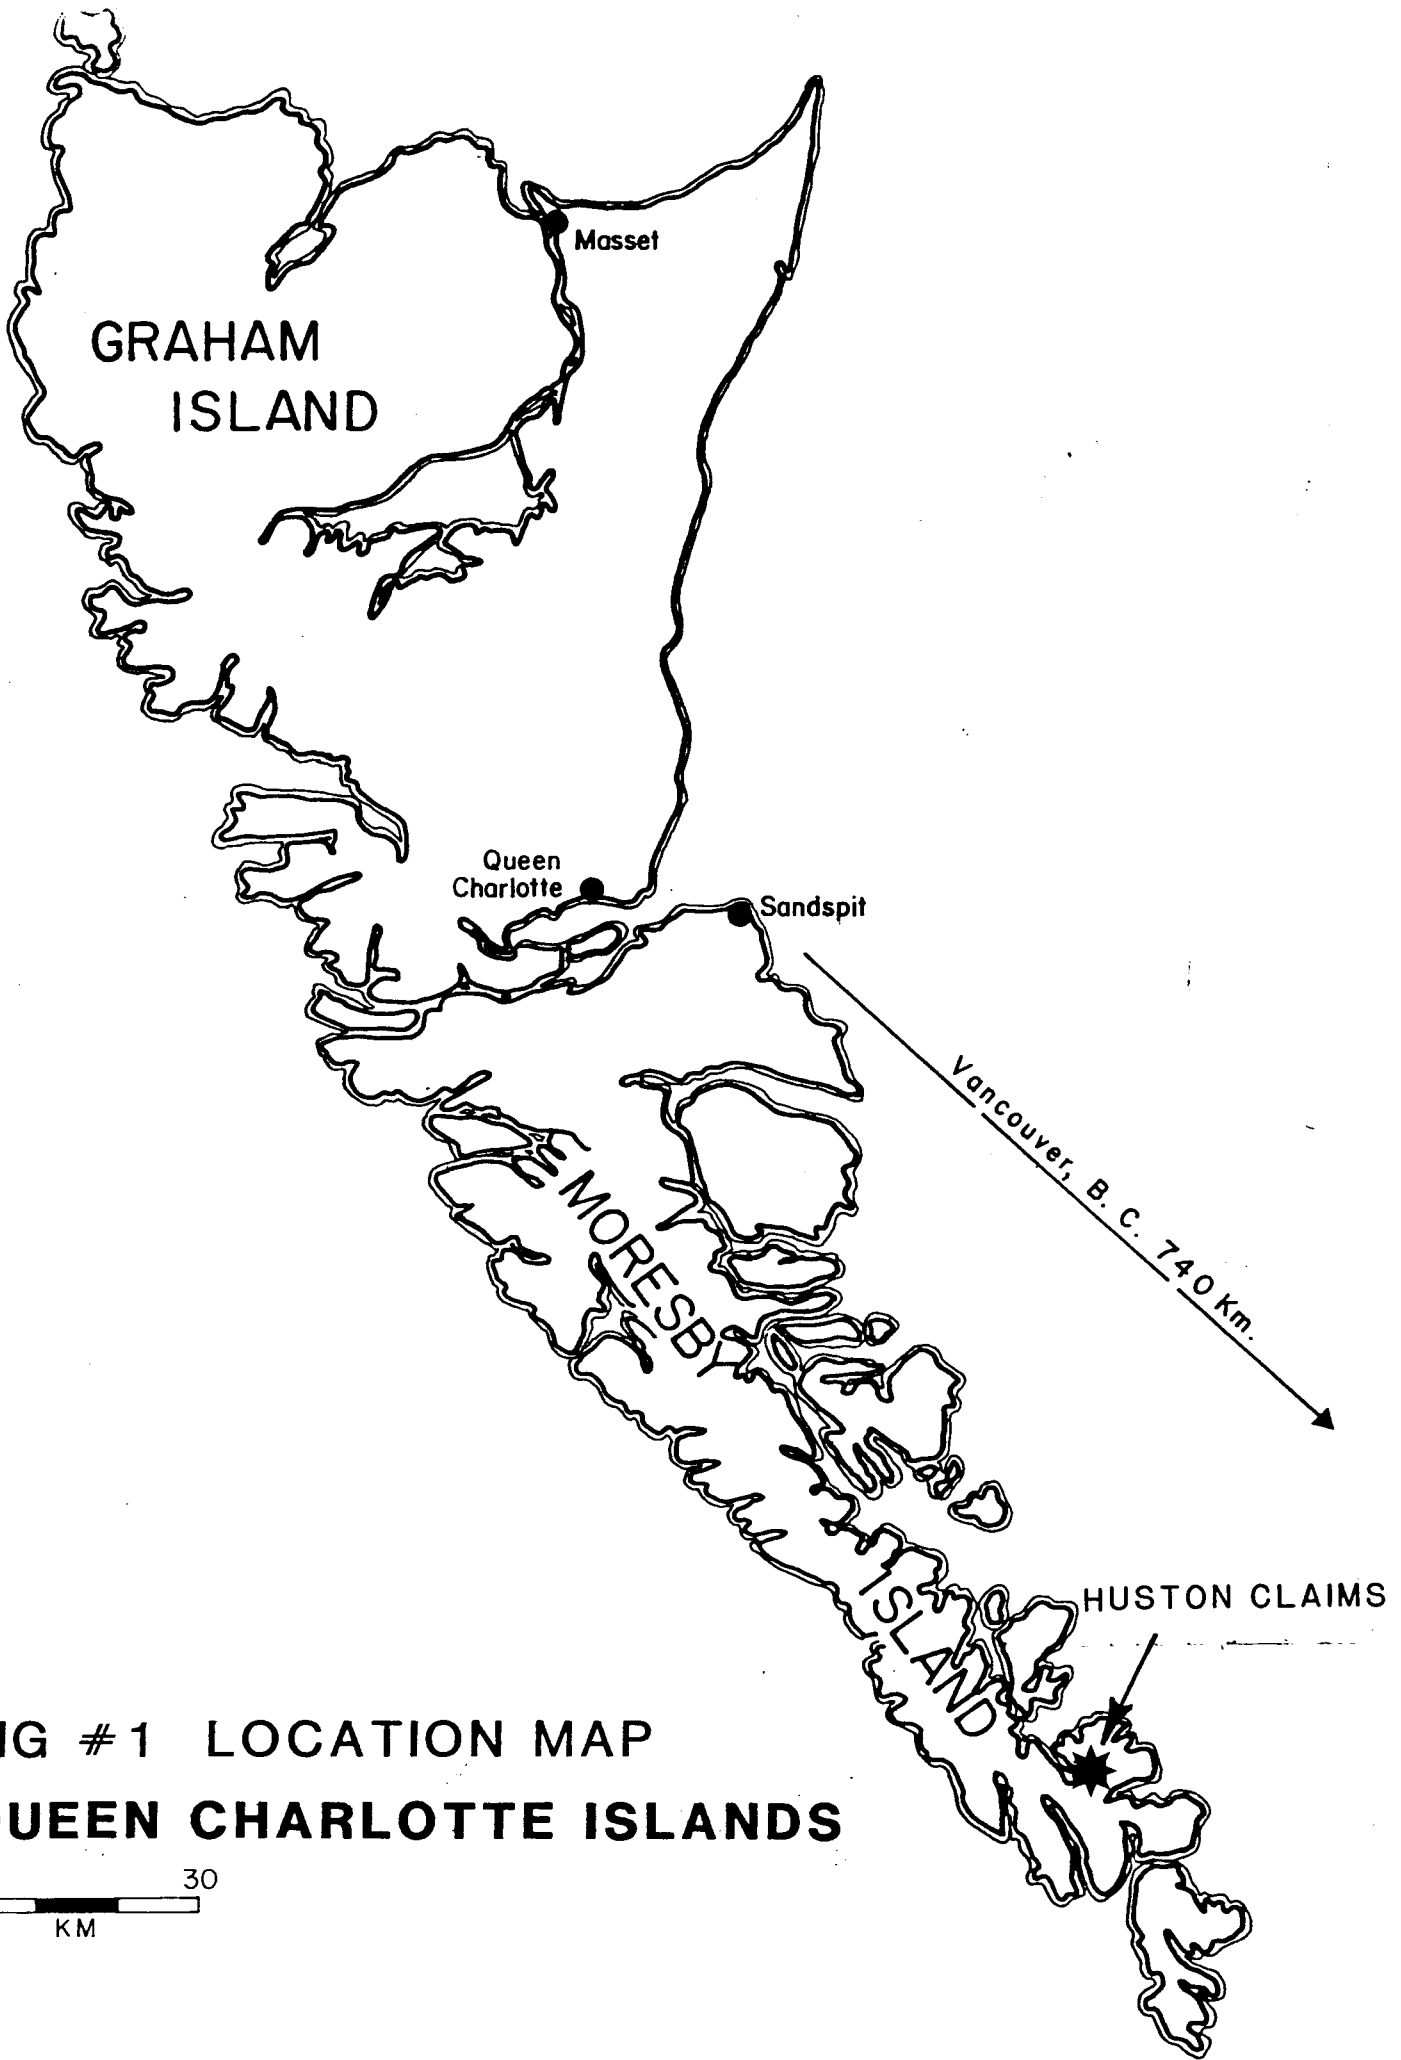 Masset
GRAHAM
ISLAND
Queen
Charlotte
Sandspit
Vancouver, B. C. 740 Km.
MORESBY
ISLAND
HUSTON CLAIMS
IG #1 LOCATION MAP
UEEN CHARLOTTE ISLANDS
30
KM